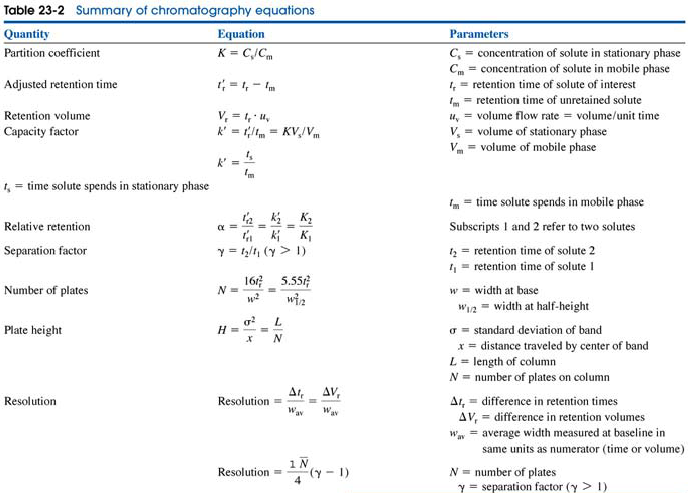 Table 23-2 Summary of chromatography equations
Quantity Equation Parameters
Partition coefficient K = Cₛ/Cₘ Cₛ = concentration of solute in stationary phase
Cₘ = concentration of solute in mobile phase
Adjusted retention time t′ᵣ = tᵣ − tₘ tᵣ = retention time of solute of interest
tₘ = retention time of unretained solute
Retention volume Vᵣ = tᵣ · uᵥ uᵥ = volume flow rate = volume/unit time
Capacity factor k′ = t′ᵣ/tₘ = KVₛ/Vₘ Vₛ = volume of stationary phase
Vₘ = volume of mobile phase
k′ = tₛ/tₘ
tₛ = time solute spends in stationary phase
tₘ = time solute spends in mobile phase
Relative retention α = t′ᵣ₂/t′ᵣ₁ = k′₂/k′₁ = K₂/K₁ Subscripts 1 and 2 refer to two solutes
Separation factor γ = t₂/t₁ (γ > 1) t₂ = retention time of solute 2
t₁ = retention time of solute 1
Number of plates N = 16tᵣ²/w² = 5.55tᵣ²/w²₁/₂ w = width at base
w₁/₂ = width at half-height
Plate height H = σ²/x = L/N σ = standard deviation of band
x = distance traveled by center of band
L = length of column
N = number of plates on column
Resolution Resolution = Δtᵣ/wₐᵥ = ΔVᵣ/wₐᵥ Δtᵣ = difference in retention times
ΔVᵣ = difference in retention volumes
wₐᵥ = average width measured at baseline in
same units as numerator (time or volume)
Resolution = 1 N̅/4 (γ − 1) N = number of plates
γ = separation factor (γ > 1)